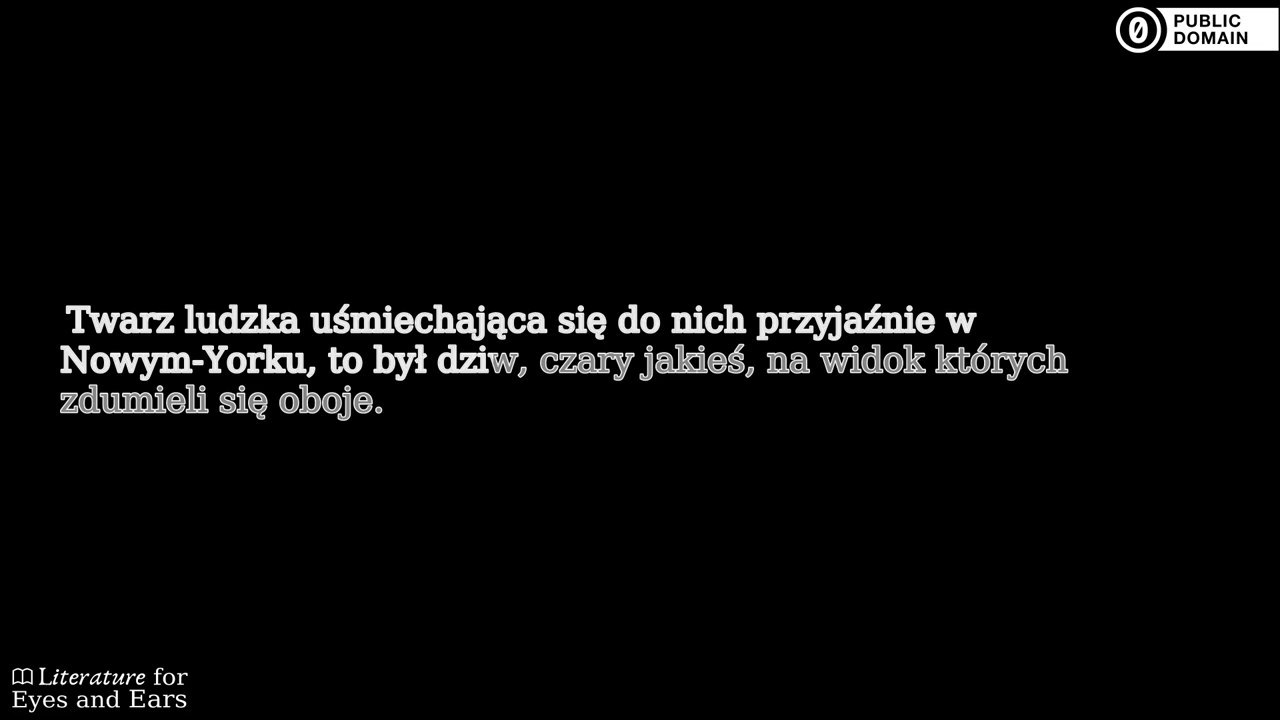 PUBLIC
DOMAIN
Twarz ludzka uśmiechająca się do nich przyjaźnie w
Nowym-Yorku, to był dziw, czary jakieś, na widok których
zdumieli się oboje.
Literature for
Eyes and Ears